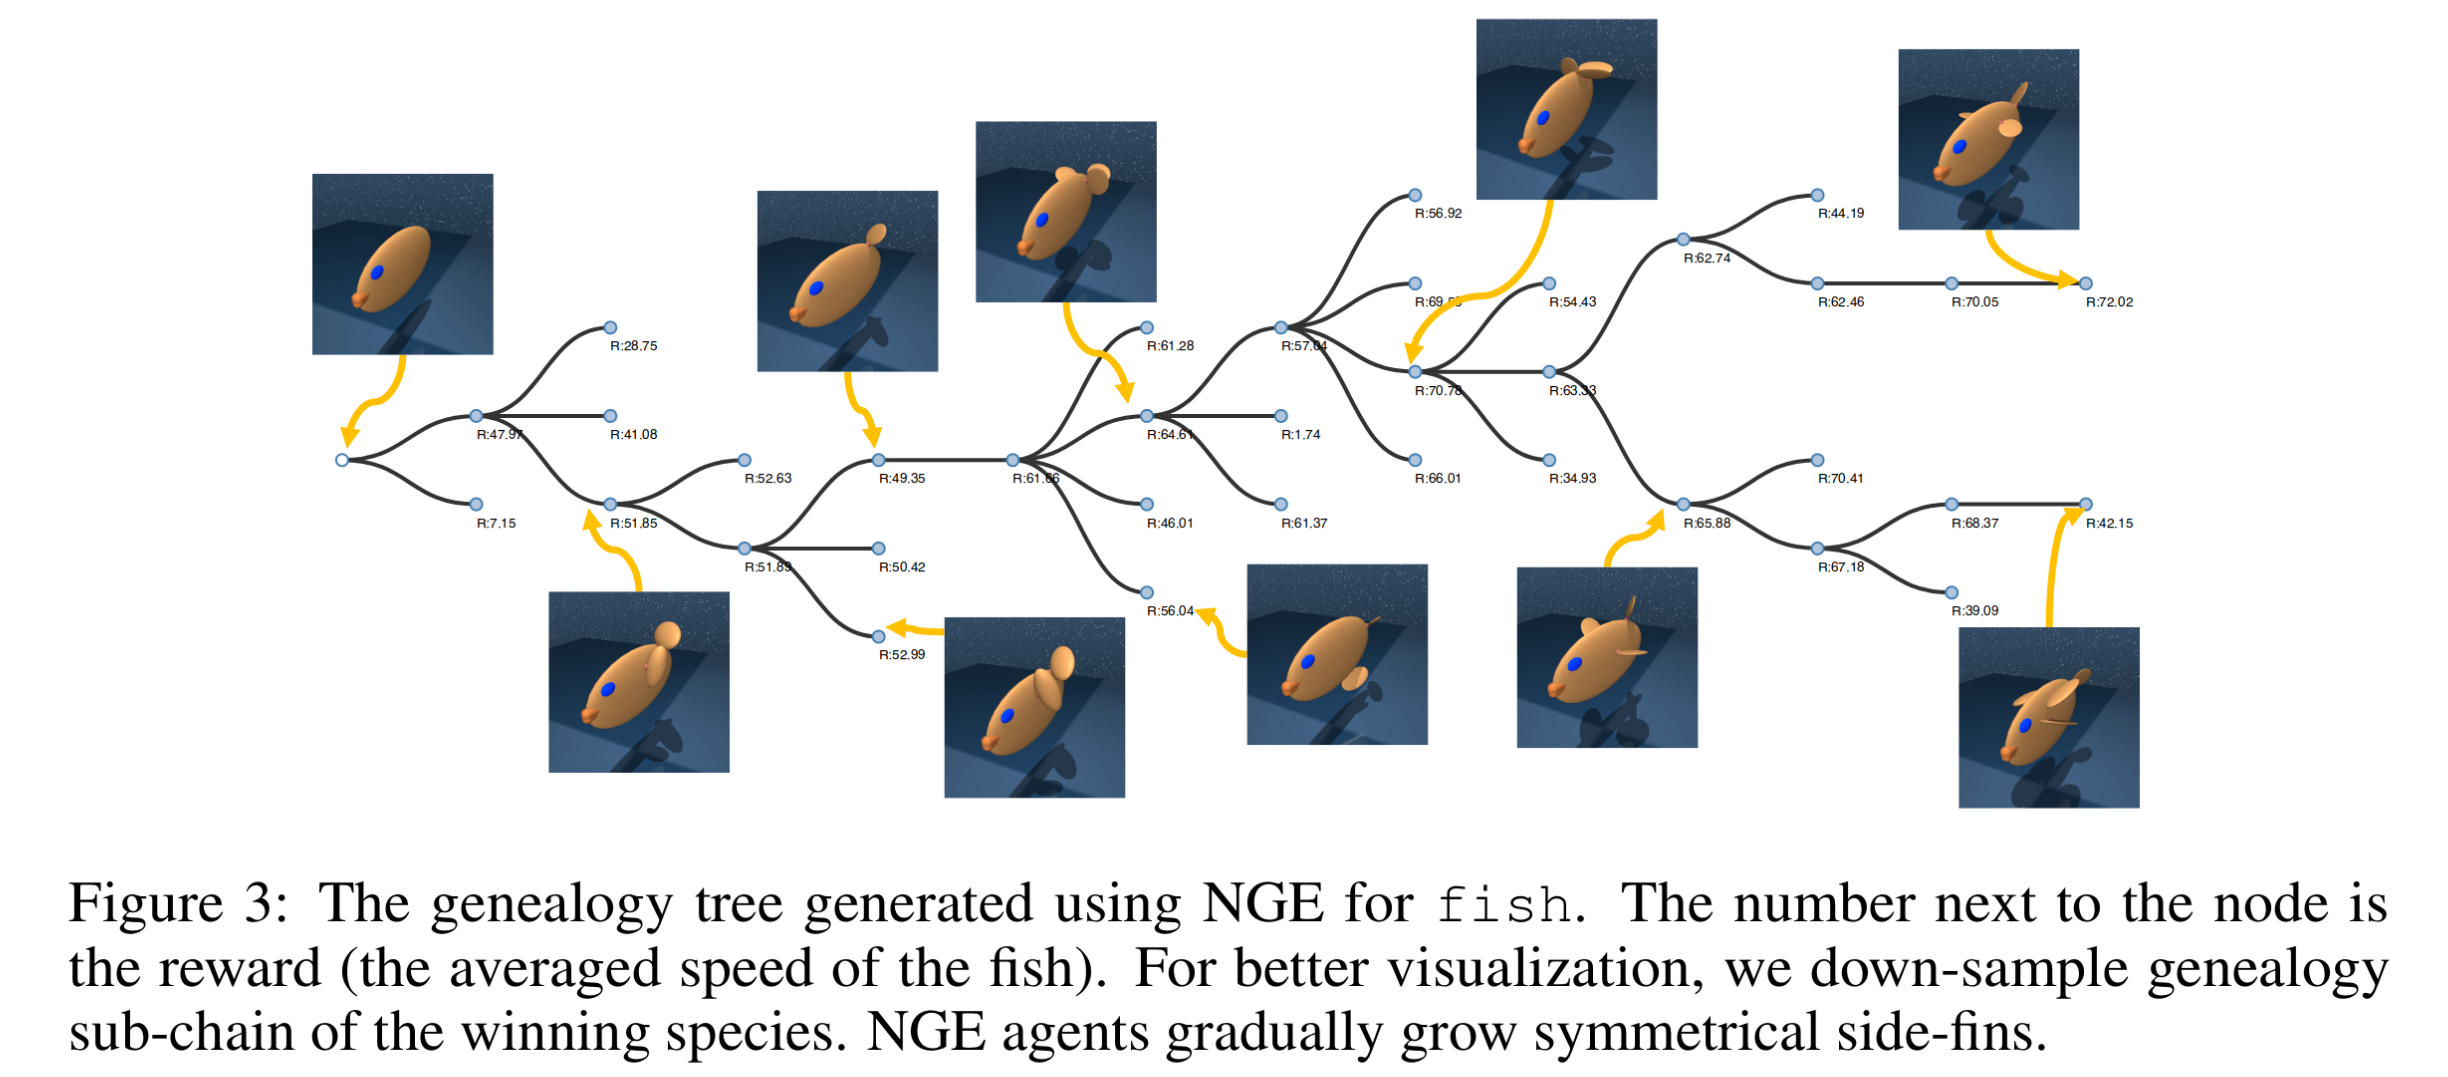 R:56.92
R:44.19
R:62.74
R:54.43
R:62.46
R:70.05
R:72.02
R:28.75
R:61.28
R:57.04
R:70.78
R:63.33
R:47.97
R:41.08
R:64.61
R:1.74
R:52.63
R:49.35
R:61.66
R:66.01
R:34.93
R:70.41
R:7.15
R:51.85
R:46.01
R:61.37
R:65.88
R:68.37
R:42.15
R:51.89
R:50.42
R:67.18
R:56.04
R:39.09
R:52.99
Figure 3: The genealogy tree generated using NGE for fish. The number next to the node is
the reward (the averaged speed of the fish). For better visualization, we down-sample genealogy
sub-chain of the winning species. NGE agents gradually grow symmetrical side-fins.